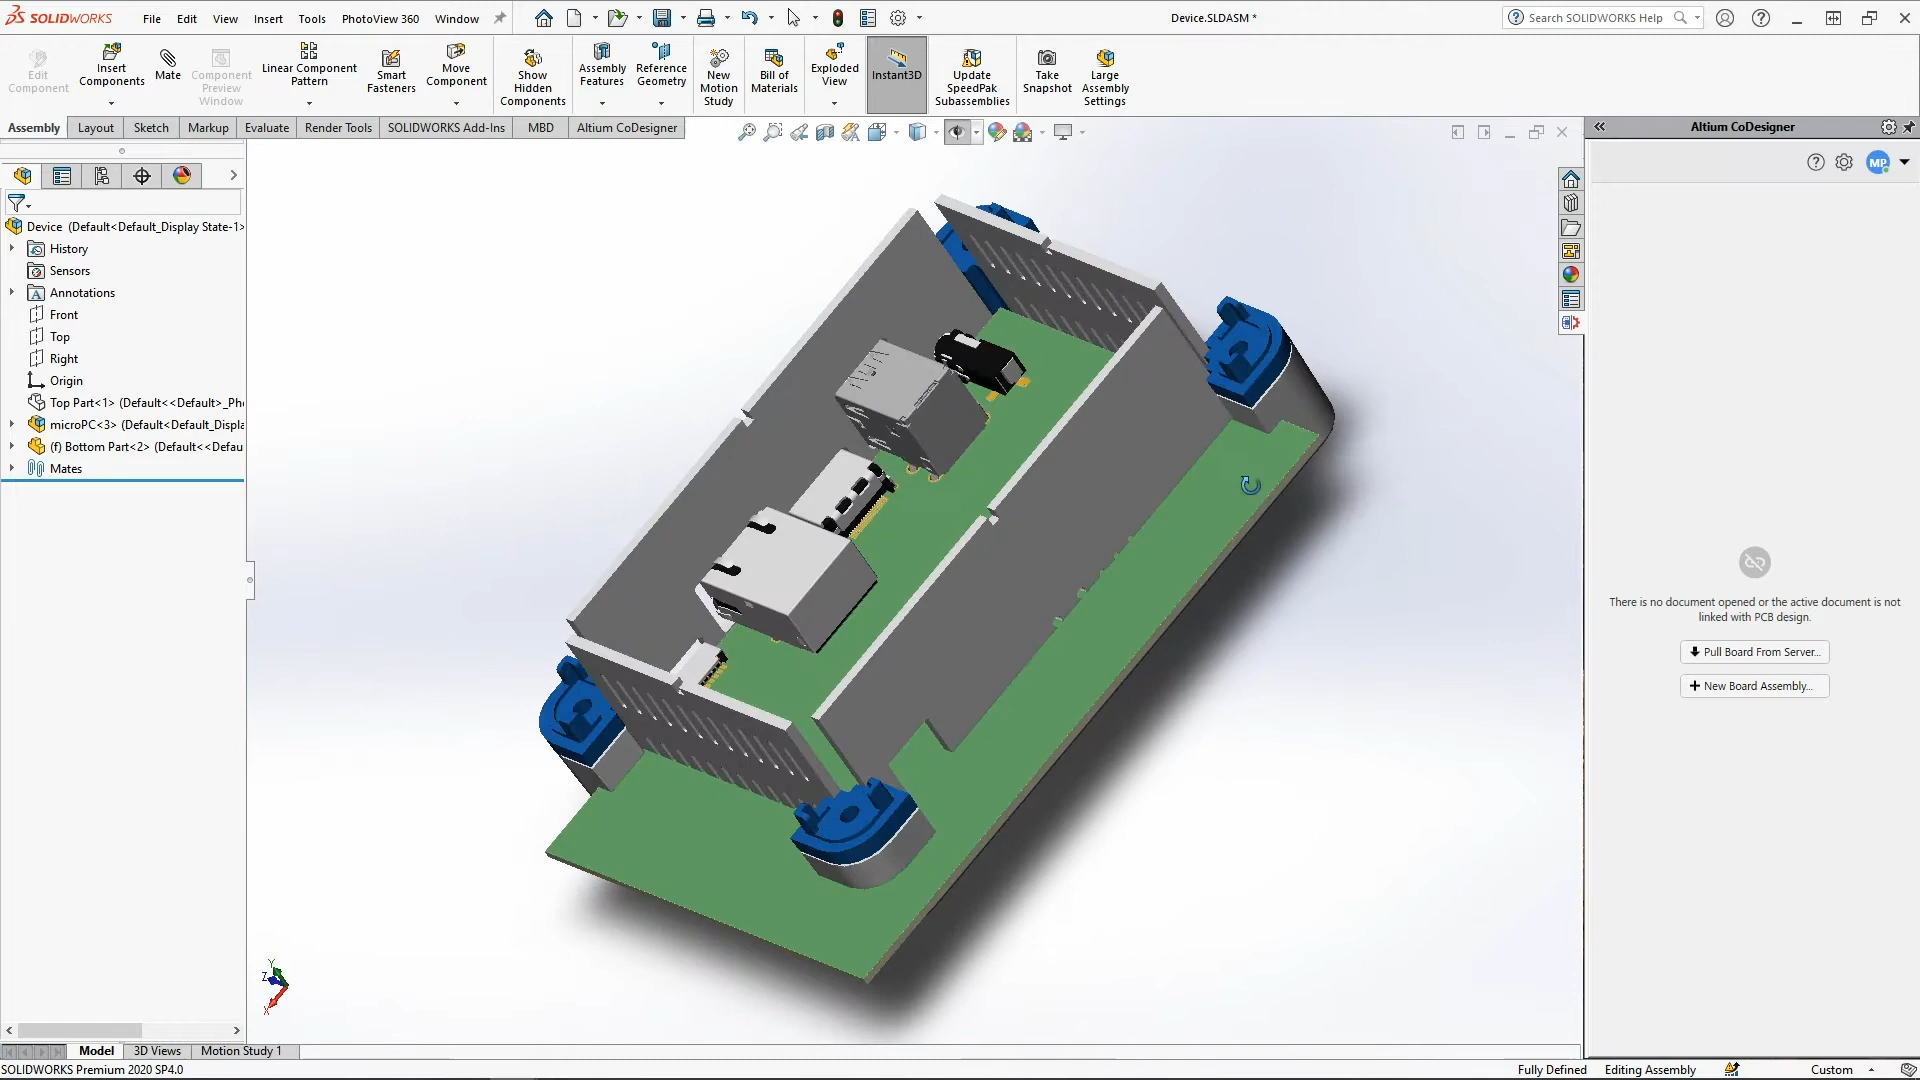 SOLIDWORKS
File Edit View Insert Tools PhotoView 360 Window
Device.SLDASM *
Search SOLIDWORKS Help
Edit Component
Insert Components
Mate
Component Preview Window
Linear Component Pattern
Smart Fasteners
Move Component
Show Hidden Components
Assembly Features
Reference Geometry
New Motion Study
Bill of Materials
Exploded View
Instant3D
Update SpeedPak Subassemblies
Take Snapshot
Large Assembly Settings
Assembly Layout Sketch Markup Evaluate Render Tools SOLIDWORKS Add-Ins MBD Altium CoDesigner
Altium CoDesigner
MP
Device (Default<Default_Display State-1>
History
Sensors
Annotations
Front
Top
Right
Origin
Top Part<1> (Default<<Default>_Ph
microPC<3> (Default<Default_Displa
(f) Bottom Part<2> (Default<<Defau
Mates
There is no document opened or the active document is not
linked with PCB design.
Pull Board From Server...
New Board Assembly...
Y
Z
X
Model 3D Views Motion Study 1
SOLIDWORKS Premium 2020 SP4.0
Fully Defined Editing Assembly Custom